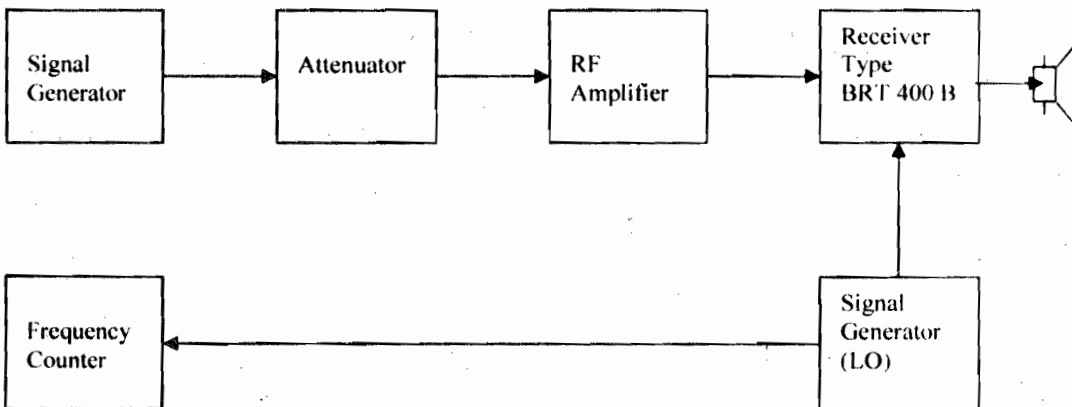 Signal
Generator
Attenuator
RF
Amplifier
Receiver
Type
BRT 400 B
Frequency
Counter
Signal
Generator
(LO)